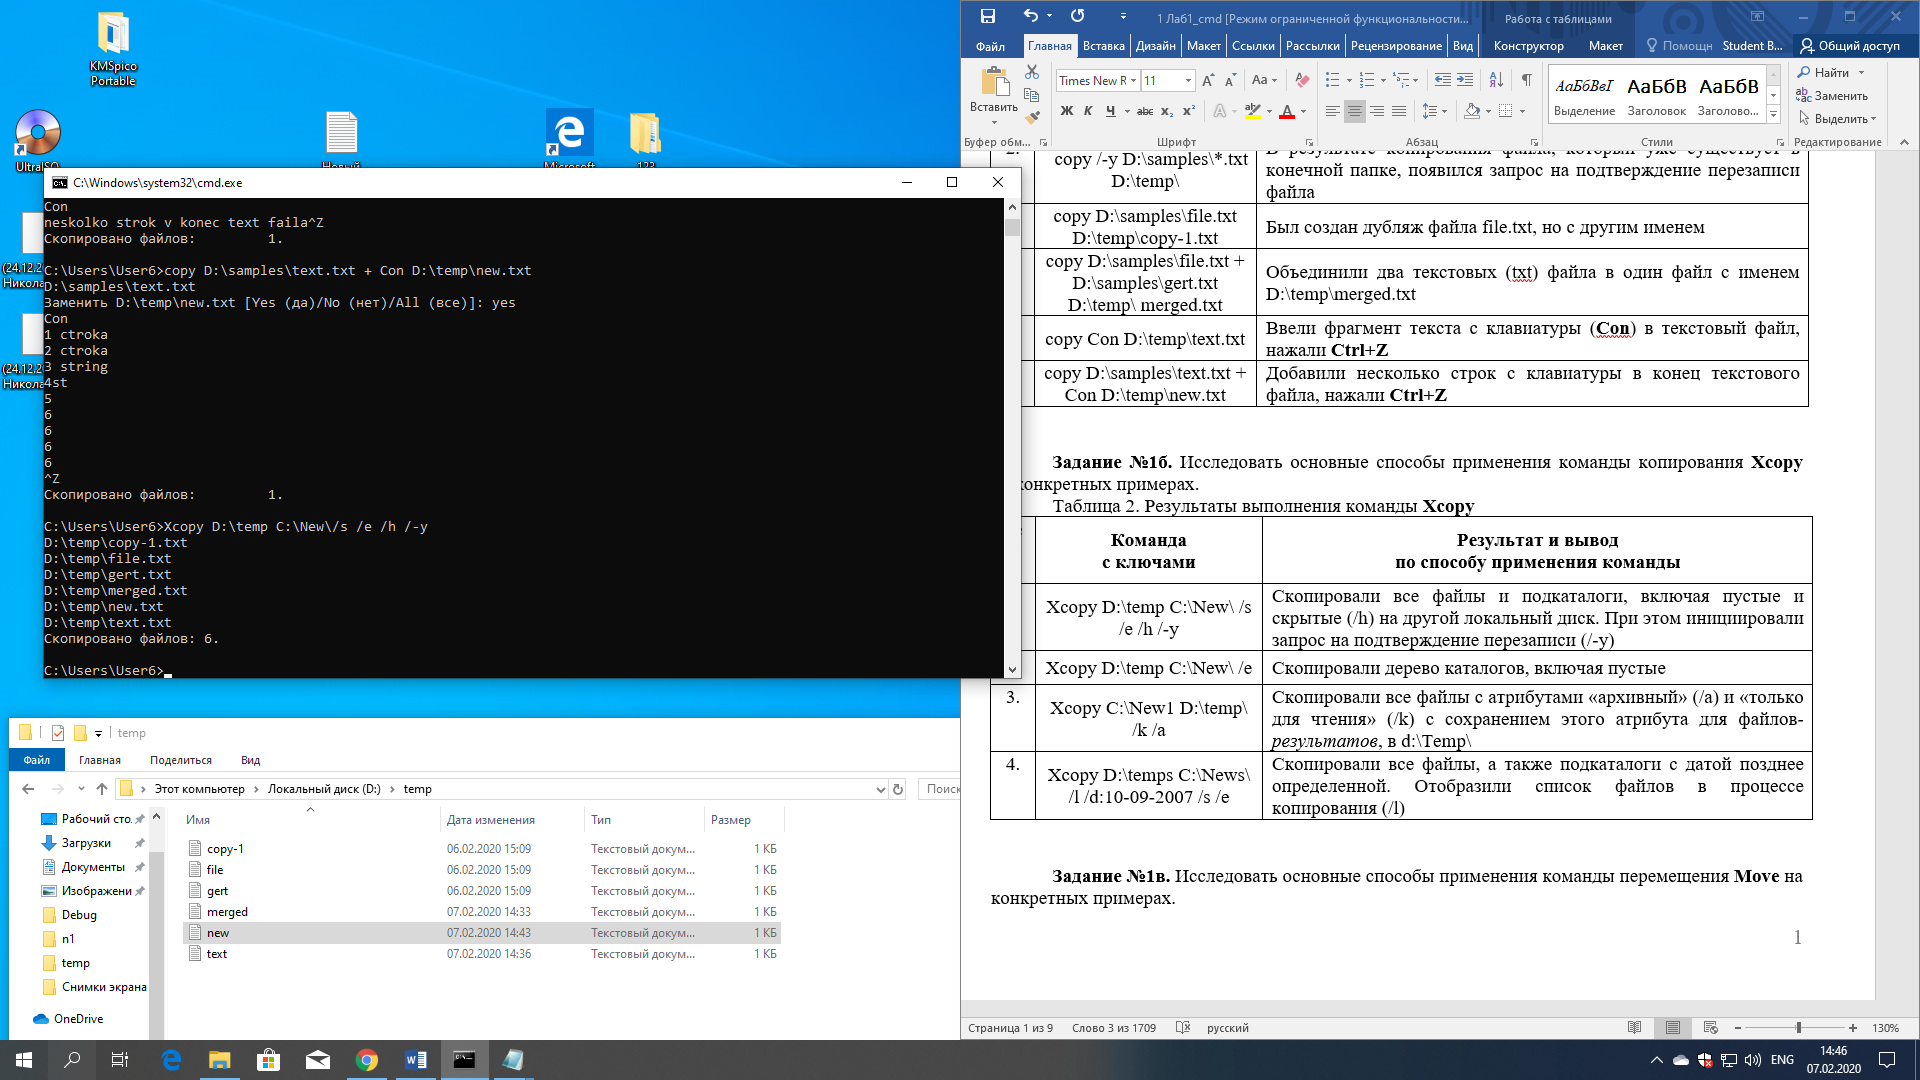 KMSpico
Portable
UltraISO
Новый
Microsoft
123
(24.12.2
Никола
(24.12.2
Никола
C:\Windows\system32\cmd.exe
Con
neskolko strok v konec text faila^Z
Скопировано файлов:         1.
C:\Users\User6>copy D:\samples\text.txt + Con D:\temp\new.txt
D:\samples\text.txt
Заменить D:\temp\new.txt [Yes (да)/No (нет)/All (все)]: yes
Con
1 ctroka
2 ctroka
3 string
4st
5
6
6
6
6
^Z
Скопировано файлов:         1.
C:\Users\User6>Xcopy D:\temp C:\New\/s /e /h /-y
D:\temp\copy-1.txt
D:\temp\file.txt
D:\temp\gert.txt
D:\temp\merged.txt
D:\temp\new.txt
D:\temp\text.txt
Скопировано файлов: 6.
C:\Users\User6>
temp
Файл Главная Поделиться Вид
Этот компьютер > Локальный диск (D:) > temp
Поиск
Рабочий сто.
Загрузки
Документы
Изображени
Debug
n1
temp
Снимки экрана
OneDrive
Имя Дата изменения Тип Размер
copy-1 06.02.2020 15:09 Текстовый докум... 1 КБ
file 06.02.2020 15:09 Текстовый докум... 1 КБ
gert 06.02.2020 15:09 Текстовый докум... 1 КБ
merged 07.02.2020 14:33 Текстовый докум... 1 КБ
new 07.02.2020 14:43 Текстовый докум... 1 КБ
text 07.02.2020 14:36 Текстовый докум... 1 КБ
1 Лаб1_cmd [Режим ограниченной функциональности... Работа с таблицами
Файл Главная Вставка Дизайн Макет Ссылки Рассылки Рецензирование Вид Конструктор Макет Помощн Student B... Общий доступ
Вставить
Буфер обм...
Times New R 11
Ж К Ч abc x₂ x²
Шрифт
Абзац
АаБбВвІ АаБбВ АаБбВ
Выделение Заголовок Заголово...
Стили
Найти
Заменить
Выделить
Редактирование
2. copy /-y D:\samples\*.txt D:\temp\
В результате копирования файла, который уже существует в
конечной папке, появился запрос на подтверждение перезаписи
файла
copy D:\samples\file.txt
D:\temp\copy-1.txt
Был создан дубляж файла file.txt, но с другим именем
copy D:\samples\file.txt +
D:\samples\gert.txt
D:\temp\ merged.txt
Объединили два текстовых (txt) файла в один файл с именем
D:\temp\merged.txt
copy Con D:\temp\text.txt
Ввели фрагмент текста с клавиатуры (Con) в текстовый файл,
нажали Ctrl+Z
copy D:\samples\text.txt +
Con D:\temp\new.txt
Добавили несколько строк с клавиатуры в конец текстового
файла, нажали Ctrl+Z
Задание №1б. Исследовать основные способы применения команды копирования Xcopy
конкретных примерах.
Таблица 2. Результаты выполнения команды Xcopy
Команда
с ключами
Результат и вывод
по способу применения команды
Xcopy D:\temp C:\New\ /s
/e /h /-y
Скопировали все файлы и подкаталоги, включая пустые и
скрытые (/h) на другой локальный диск. При этом инициировали
запрос на подтверждение перезаписи (/-y)
Xcopy D:\temp C:\New\ /e
Скопировали дерево каталогов, включая пустые
3.
Xcopy C:\New1 D:\temp\
/k /a
Скопировали все файлы с атрибутами «архивный» (/a) и «только
для чтения» (/k) с сохранением этого атрибута для файлов-
результатов, в d:\Temp\
4.
Xcopy D:\temps C:\News\
/l /d:10-09-2007 /s /e
Скопировали все файлы, а также подкаталоги с датой позднее
определенной. Отобразили список файлов в процессе
копирования (/l)
Задание №1в. Исследовать основные способы применения команды перемещения Move на
конкретных примерах.
1
Страница 1 из 9 Слово 3 из 1709 русский 130%
ENG
14:46
07.02.2020